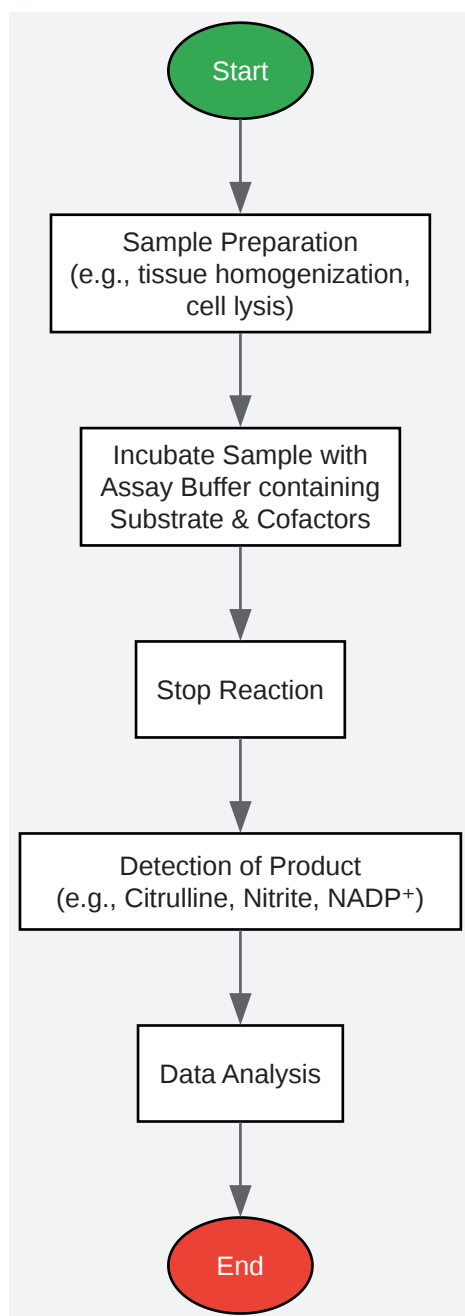 Start
Sample Preparation
(e.g., tissue homogenization,
cell lysis)
Incubate Sample with
Assay Buffer containing
Substrate & Cofactors
Stop Reaction
Detection of Product
(e.g., Citrulline, Nitrite, NADP⁺)
Data Analysis
End